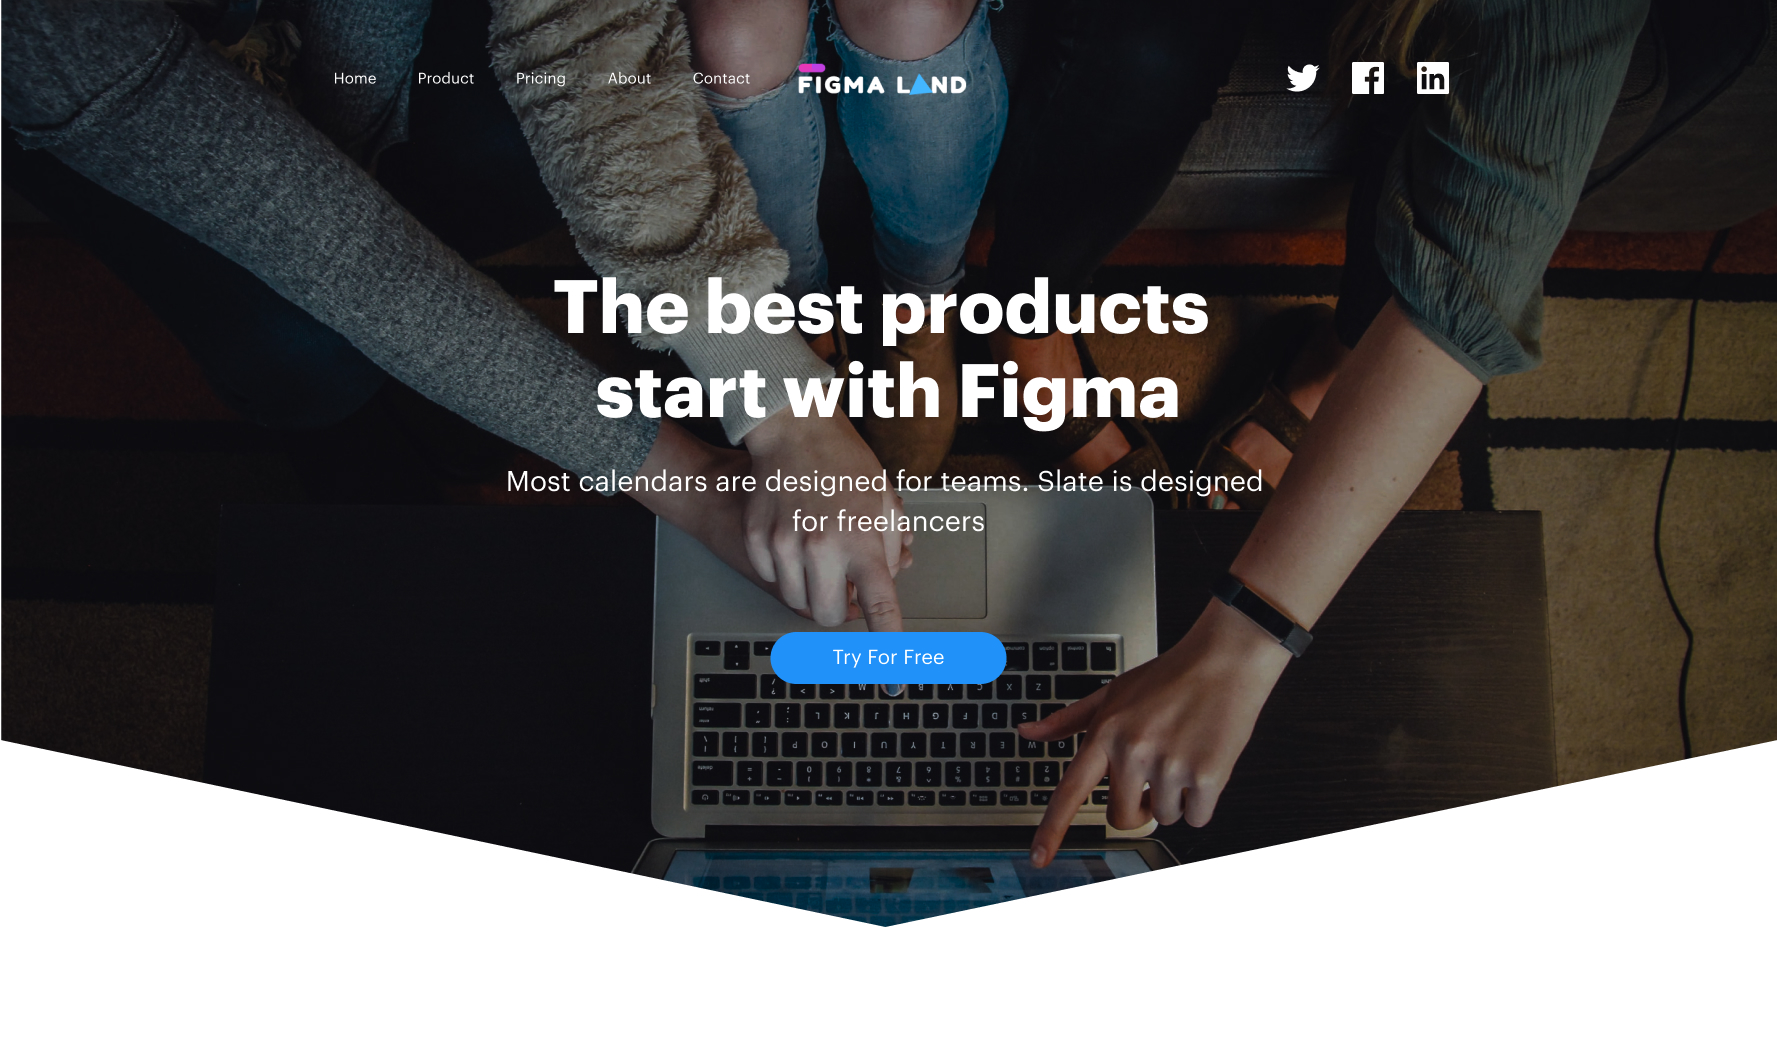 Home Product Pricing About Contact FIGMA LAND
The best products
start with Figma
Most calendars are designed for teams. Slate is designed
for freelancers
Try For Free